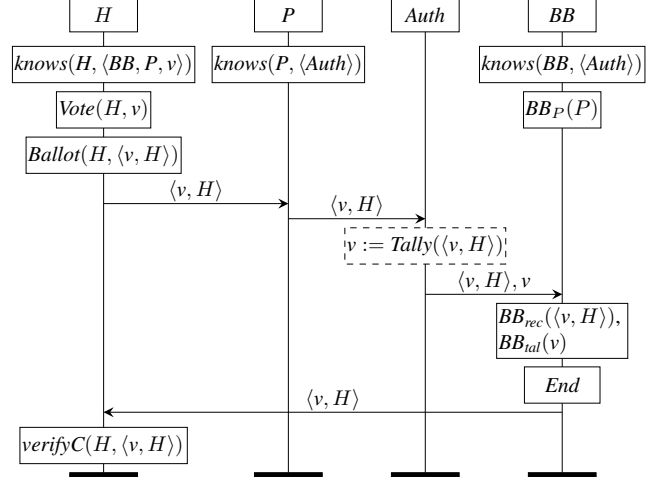 H P Auth BB
knows(H, ⟨BB, P, v⟩) knows(P, ⟨Auth⟩) knows(BB, ⟨Auth⟩)
Vote(H, v) BB_P(P)
Ballot(H, ⟨v, H⟩)
⟨v, H⟩
⟨v, H⟩
v := Tally(⟨v, H⟩)
⟨v, H⟩, v
BB_rec(⟨v, H⟩),
BB_tal(v)
End
⟨v, H⟩
verifyC(H, ⟨v, H⟩)